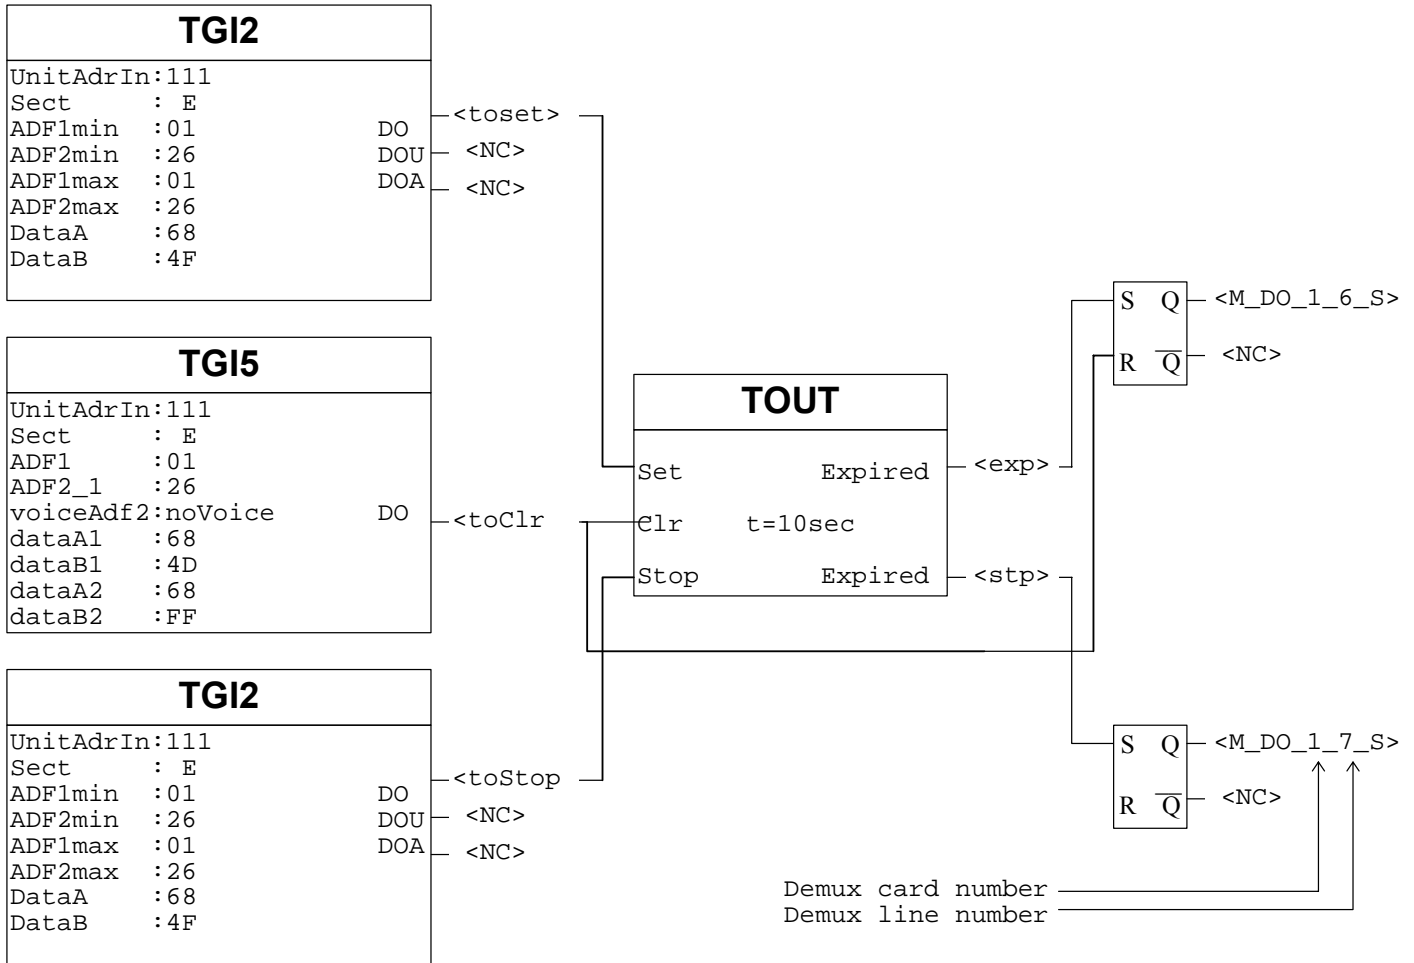 TGI2
UnitAdrIn:111
Sect : E
ADF1min :01 DO
ADF2min :26 DOU
ADF1max :01 DOA
ADF2max :26
DataA :68
DataB :4F
<toset>
<NC>
<NC>
TGI5
UnitAdrIn:111
Sect : E
ADF1 :01
ADF2_1 :26
voiceAdf2:noVoice DO
dataA1 :68
dataB1 :4D
dataA2 :68
dataB2 :FF
<toClr
TGI2
UnitAdrIn:111
Sect : E
ADF1min :01 DO
ADF2min :26 DOU
ADF1max :01 DOA
ADF2max :26
DataA :68
DataB :4F
<toStop
<NC>
<NC>
TOUT
Set Expired
Clr t=10sec
Stop Expired
<exp>
<stp>
S Q
R Q
<M_DO_1_6_S>
<NC>
S Q
R Q
<M_DO_1_7_S>
<NC>
Demux card number
Demux line number